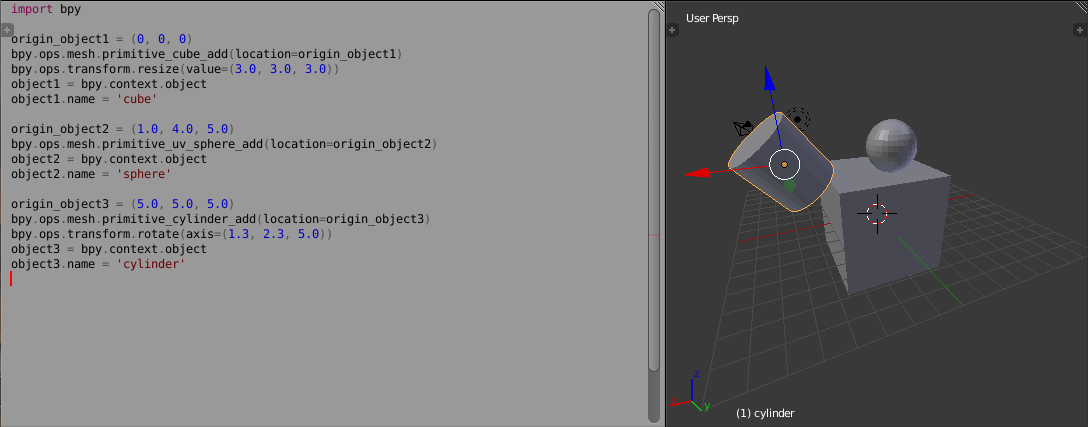 import bpy
origin_object1 = (0, 0, 0)
bpy.ops.mesh.primitive_cube_add(location=origin_object1)
bpy.ops.transform.resize(value=(3.0, 3.0, 3.0))
object1 = bpy.context.object
object1.name = 'cube'
origin_object2 = (1.0, 4.0, 5.0)
bpy.ops.mesh.primitive_uv_sphere_add(location=origin_object2)
object2 = bpy.context.object
object2.name = 'sphere'
origin_object3 = (5.0, 5.0, 5.0)
bpy.ops.mesh.primitive_cylinder_add(location=origin_object3)
bpy.ops.transform.rotate(axis=(1.3, 2.3, 5.0))
object3 = bpy.context.object
object3.name = 'cylinder'
User Persp
z
x
y
(1) cylinder